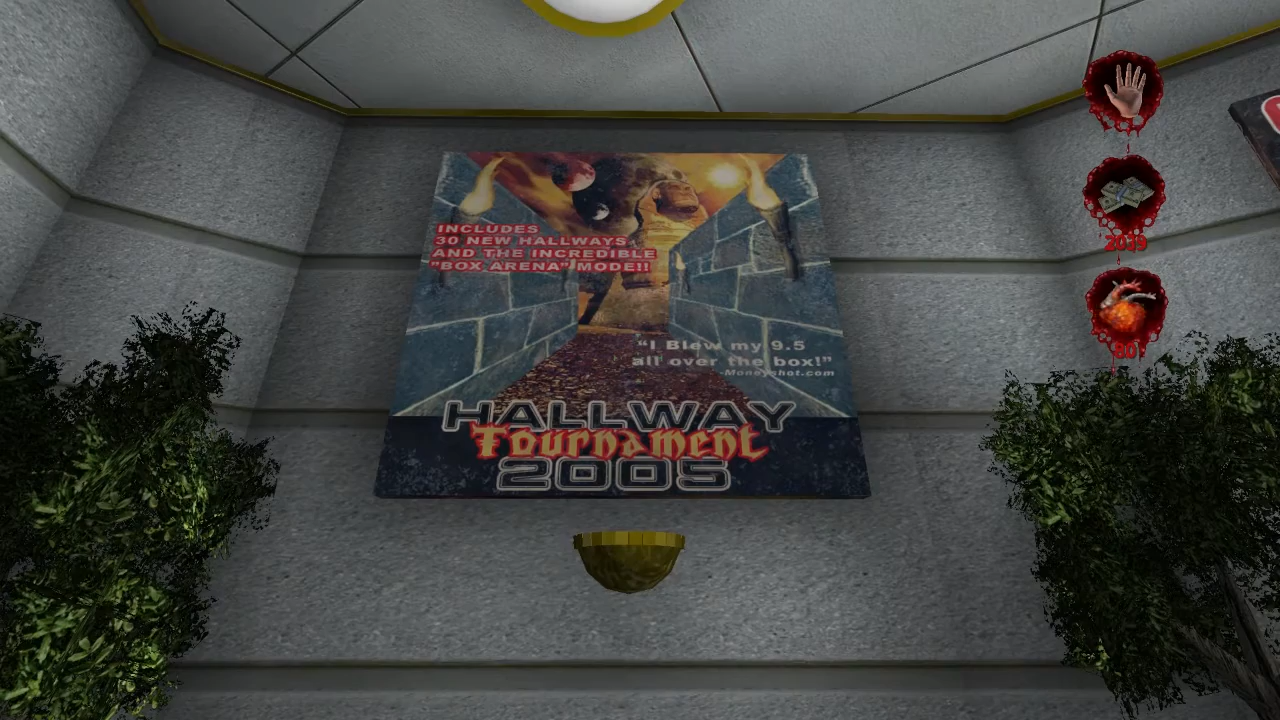 INCLUDES
30 NEW HALLWAYS
AND THE INCREDIBLE
"BOX ARENA" MODE!!
"I Blew my 9.5
all over the box!"
-Moneyshot.com
HALLWAY
Tournament
2005
2039
80